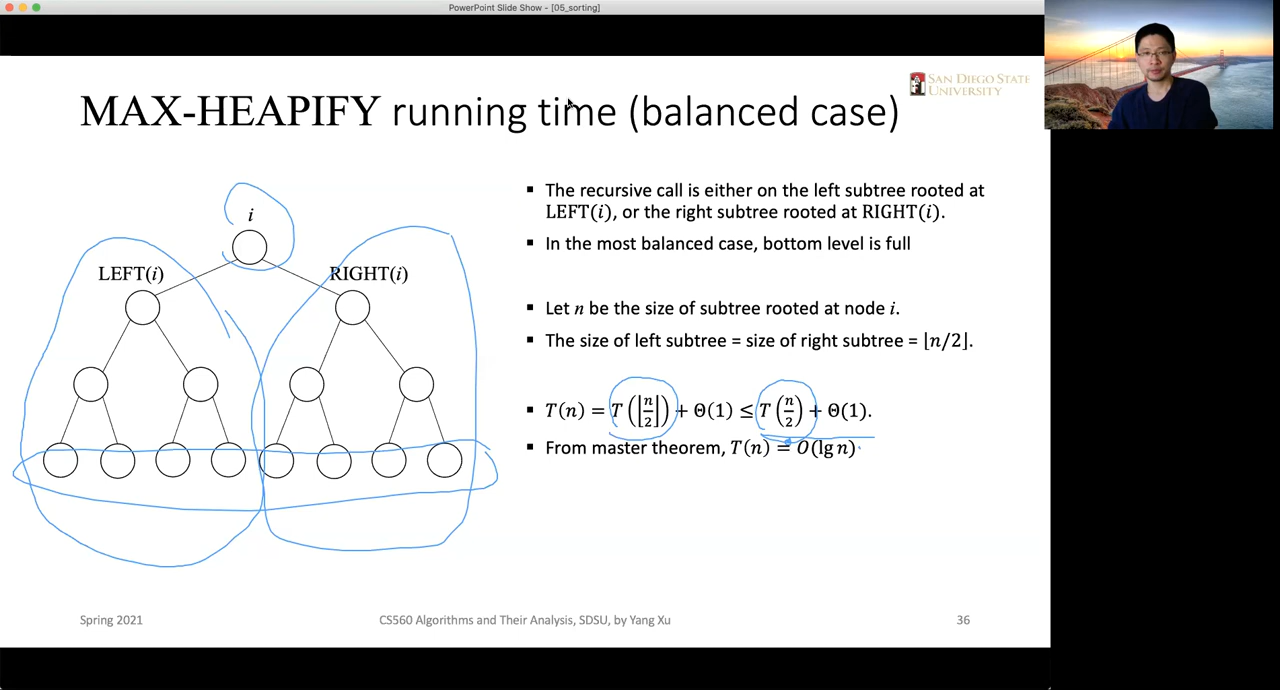 PowerPoint Slide Show - [05_sorting]
SAN DIEGO STATE
UNIVERSITY
MAX-HEAPIFY running time (balanced case)
i
LEFT(i)
RIGHT(i)
▪ The recursive call is either on the left subtree rooted at
LEFT(i), or the right subtree rooted at RIGHT(i).
▪ In the most balanced case, bottom level is full
▪ Let n be the size of subtree rooted at node i.
▪ The size of left subtree = size of right subtree = ⌊n/2⌋.
▪ T(n) = T(⌊n/2⌋) + Θ(1) ≤ T(n/2) + Θ(1).
▪ From master theorem, T(n) = O(lg n)
Spring 2021
CS560 Algorithms and Their Analysis, SDSU, by Yang Xu
36